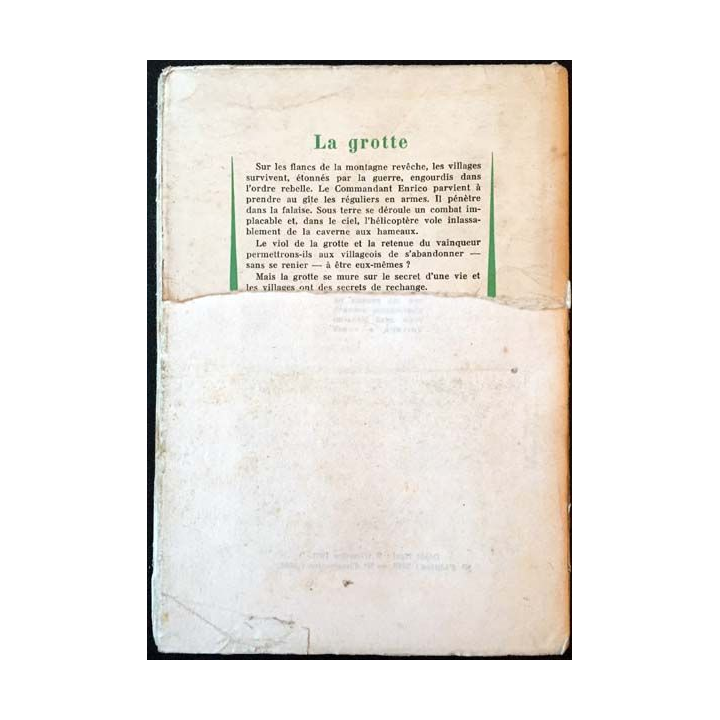 La grotte
Sur les flancs de la montagne revêche, les villages
survivent, étonnés par la guerre, engourdis dans
l'ordre rebelle. Le Commandant Enrico parvient à
prendre au gîte les réguliers en armes. Il pénètre
dans la falaise. Sous terre se déroule un combat im-
placable et, dans le ciel, l'hélicoptère vole inlassa-
blement de la caverne aux hameaux.
Le viol de la grotte et la retenue du vainqueur
permettrons-ils aux villageois de s'abandonner —
sans se renier — à être eux-mêmes ?
Mais la grotte se mure sur le secret d'une vie et
les villages ont des secrets de rechange.